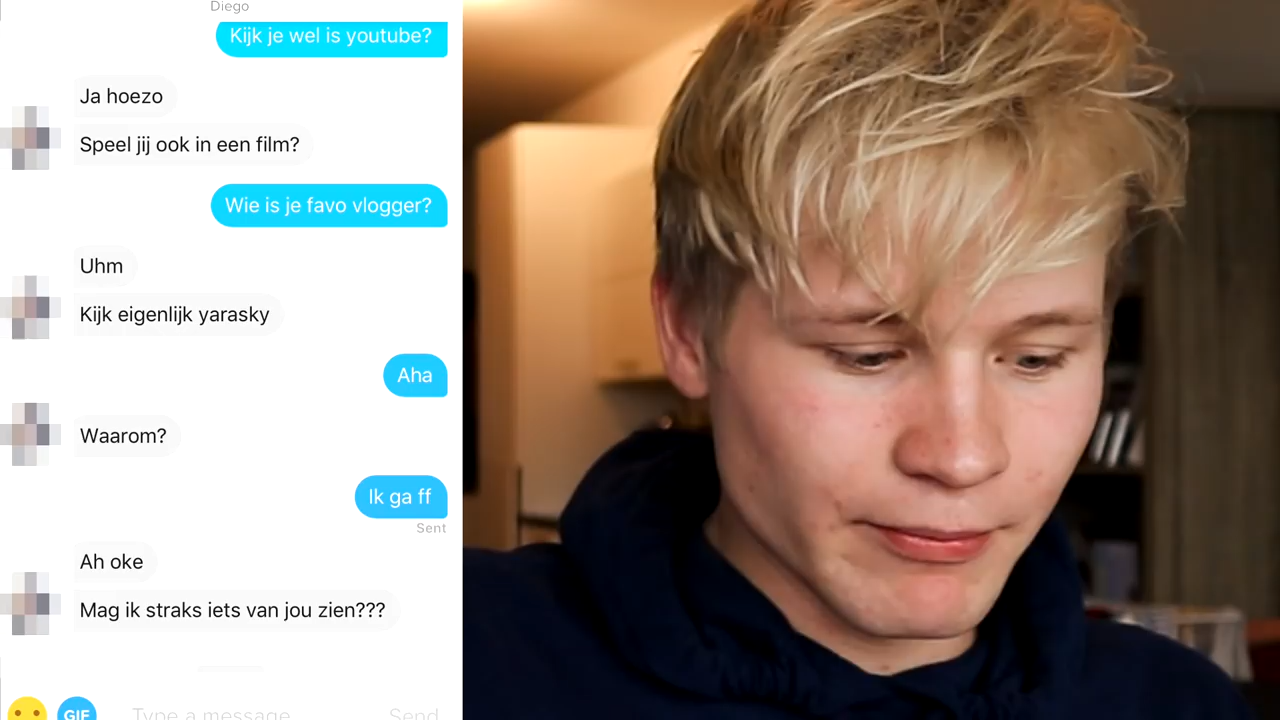 Diego
Kijk je wel is youtube?
Ja hoezo
Speel jij ook in een film?
Wie is je favo vlogger?
Uhm
Kijk eigenlijk yarasky
Aha
Waarom?
Ik ga ff
Sent
Ah oke
Mag ik straks iets van jou zien???
GIF
Type a message
Send